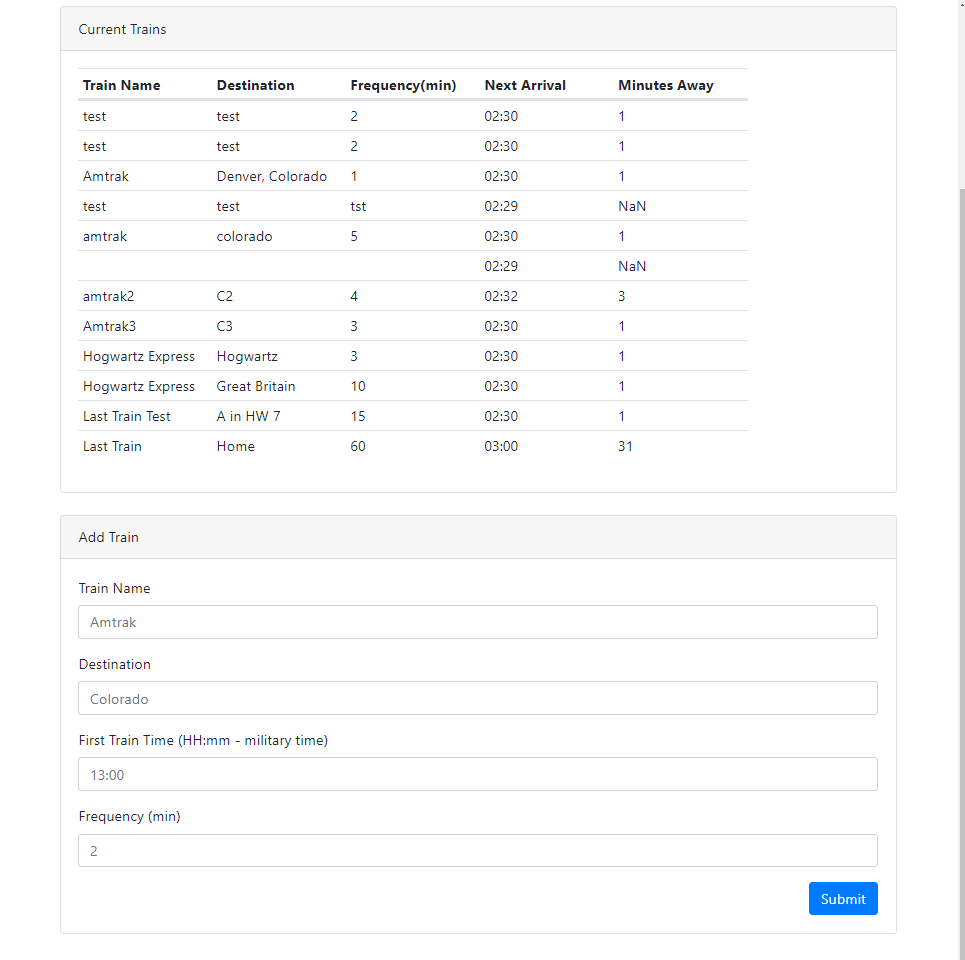 Current Trains
Train Name Destination Frequency(min) Next Arrival Minutes Away
test test 2 02:30 1
test test 2 02:30 1
Amtrak Denver, Colorado 1 02:30 1
test test tst 02:29 NaN
amtrak colorado 5 02:30 1
02:29 NaN
amtrak2 C2 4 02:32 3
Amtrak3 C3 3 02:30 1
Hogwartz Express Hogwartz 3 02:30 1
Hogwartz Express Great Britain 10 02:30 1
Last Train Test A in HW 7 15 02:30 1
Last Train Home 60 03:00 31
Add Train
Train Name
Amtrak
Destination
Colorado
First Train Time (HH:mm - military time)
13:00
Frequency (min)
2
Submit